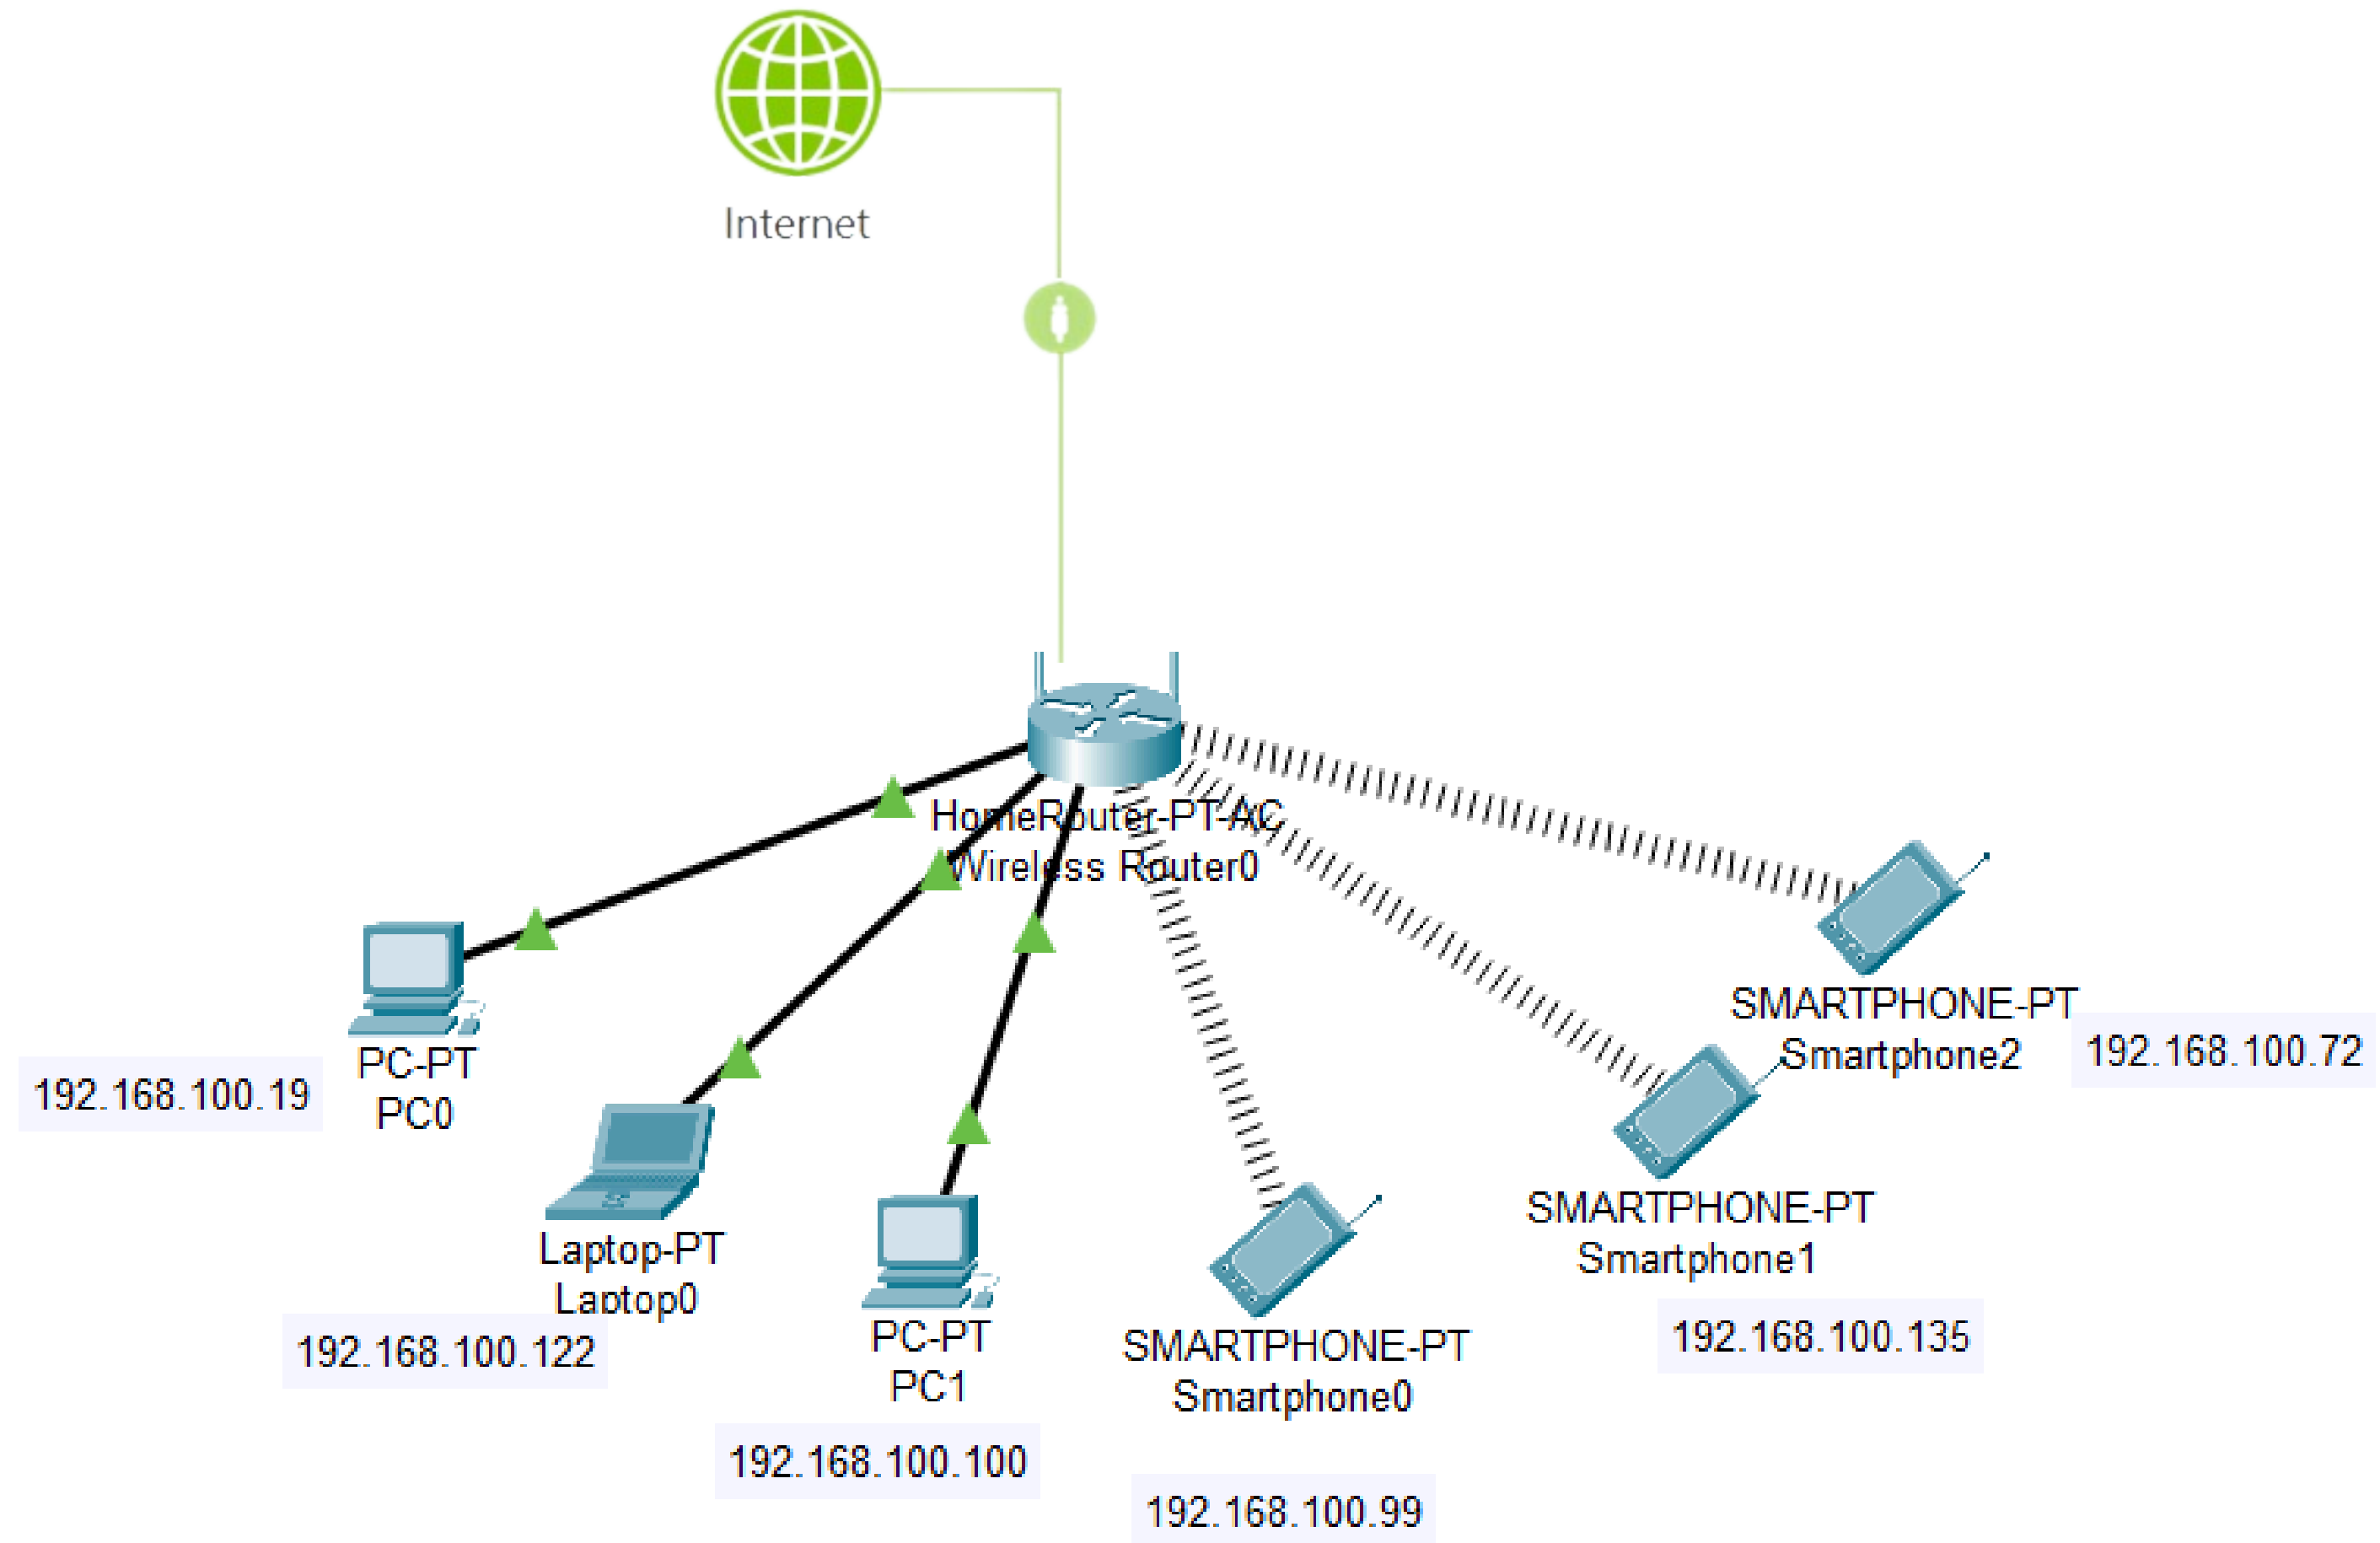 Internet
HomeRouter-PT-AC
Wireless Router0
PC-PT
PC0
192.168.100.19
Laptop-PT
Laptop0
192.168.100.122
PC-PT
PC1
192.168.100.100
SMARTPHONE-PT
Smartphone0
192.168.100.99
SMARTPHONE-PT
Smartphone1
192.168.100.135
SMARTPHONE-PT
Smartphone2
192.168.100.72